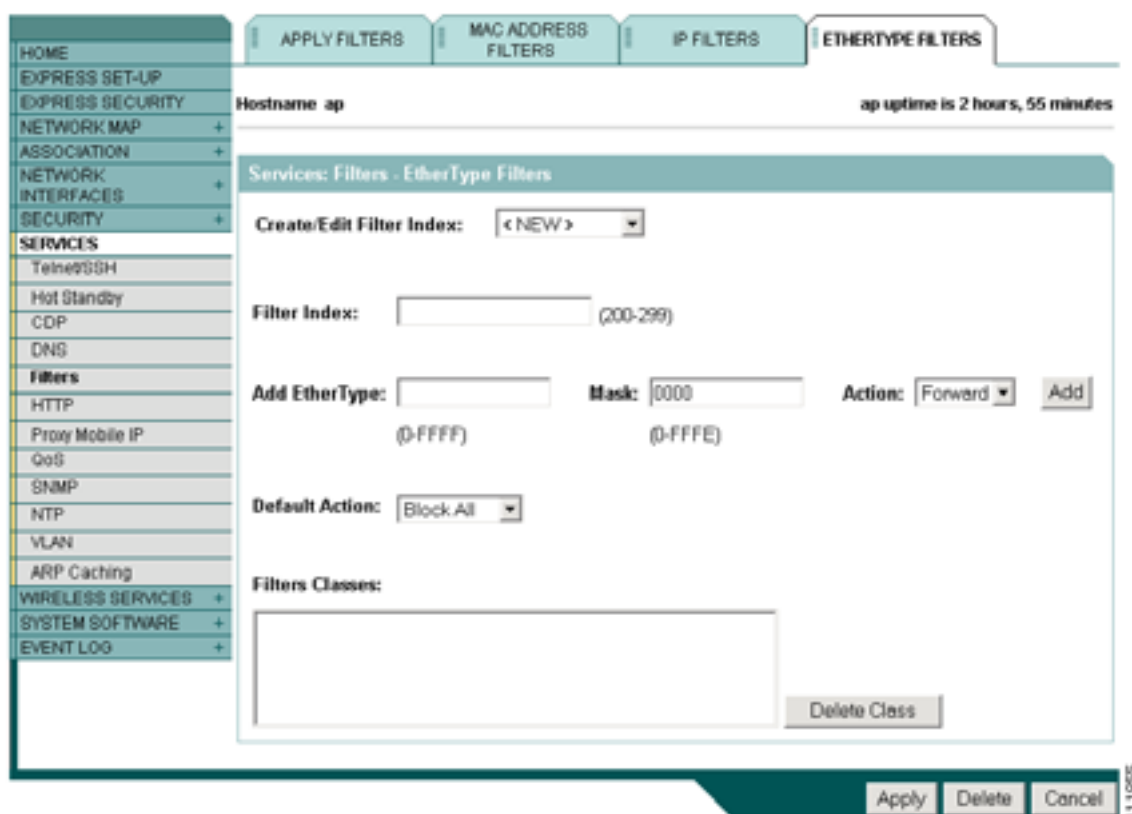 APPLY FILTERS
MAC ADDRESS
FILTERS
IP FILTERS
ETHERTYPE FILTERS
HOME
EXPRESS SET-UP
EXPRESS SECURITY
NETWORK MAP +
ASSOCIATION +
NETWORK
INTERFACES +
SECURITY +
SERVICES
Telnet/SSH
Hot Standby
CDP
DNS
Filters
HTTP
Proxy Mobile IP
QoS
SNMP
NTP
VLAN
ARP Caching
WIRELESS SERVICES +
SYSTEM SOFTWARE +
EVENT LOG +
Hostname ap
ap uptime is 2 hours, 55 minutes
Services: Filters - EtherType Filters
Create/Edit Filter Index: < NEW >
Filter Index: (200-299)
Add EtherType: Mask: 0000 Action: Forward Add
(0-FFFF) (0-FFFE)
Default Action: Block All
Filters Classes:
Delete Class
Apply Delete Cancel